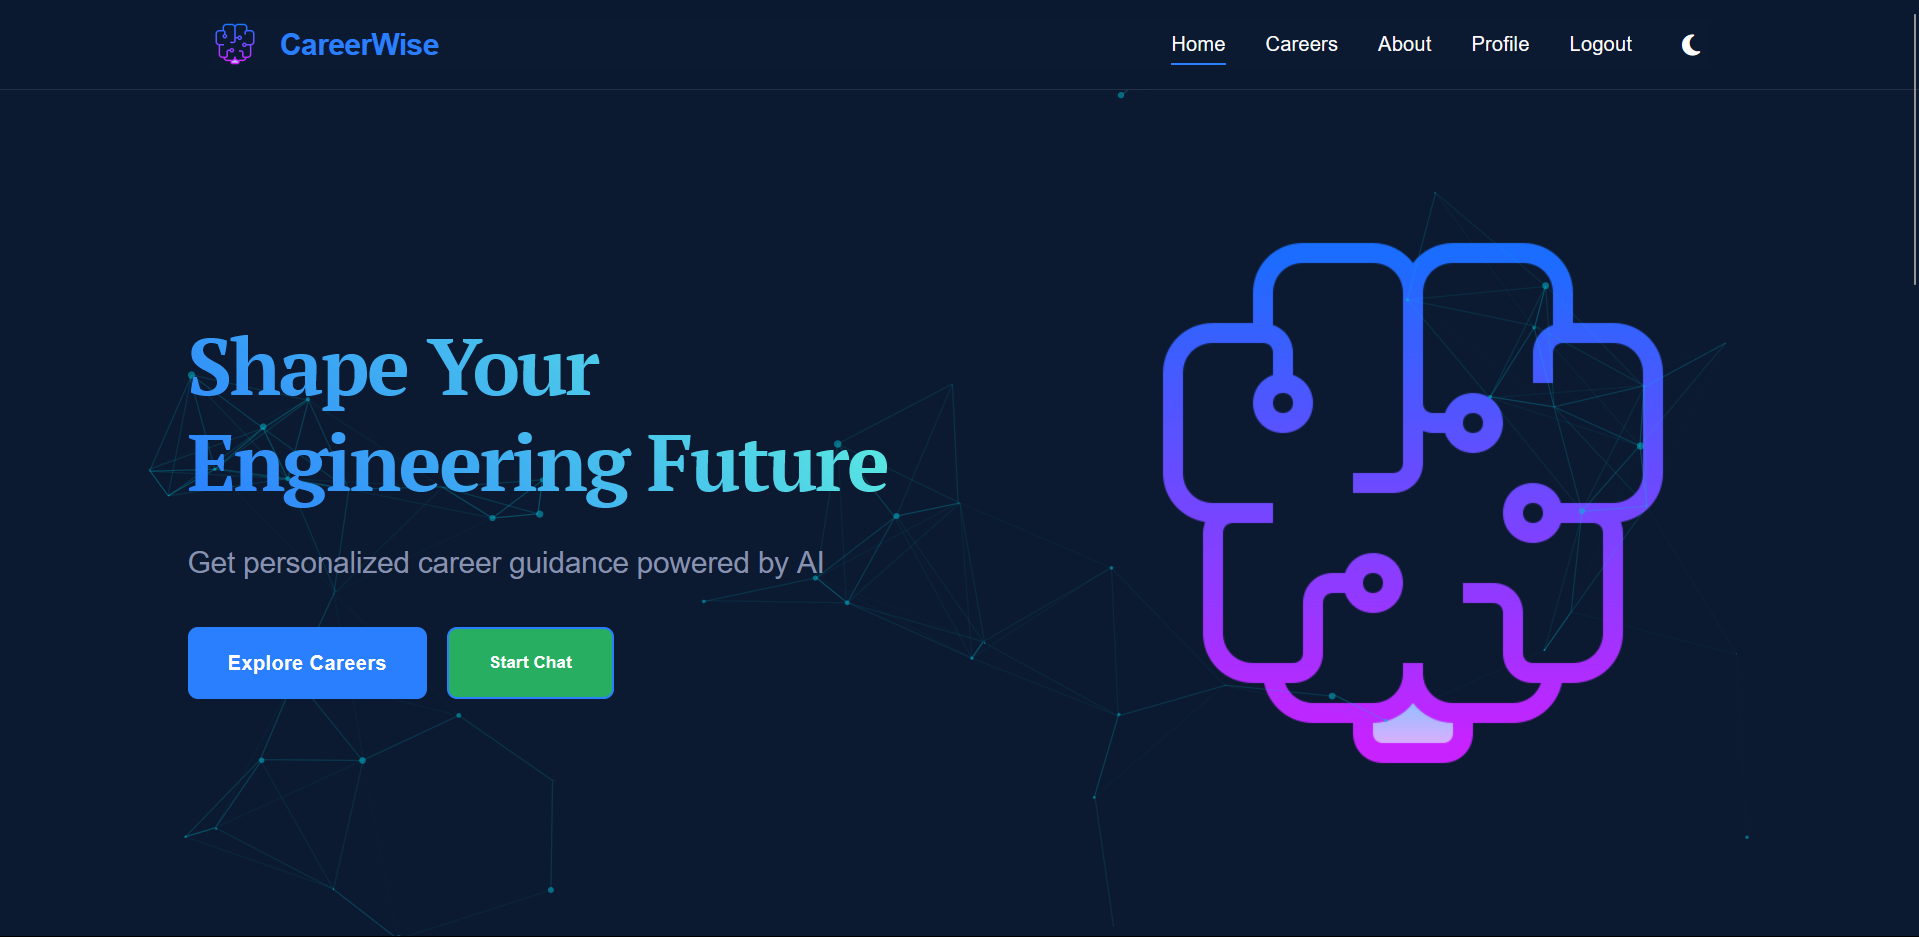 CareerWise
Home Careers About Profile Logout
Shape Your
Engineering Future
Get personalized career guidance powered by AI
Explore Careers
Start Chat